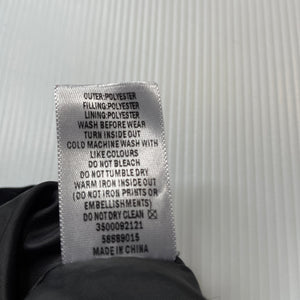 OUTER:POLYESTER
FILLING:POLYESTER
LINING:POLYESTER
WASH BEFORE WEAR
TURN INSIDE OUT
COLD MACHINE WASH WITH
LIKE COLOURS
DO NOT BLEACH
DO NOT TUMBLE DRY
WARM IRON INSIDE OUT
(DO NOT IRON PRINTS OR
EMBELLISHMENTS)
DO NOT DRY CLEAN
3500092121
58689015
MADE IN CHINA